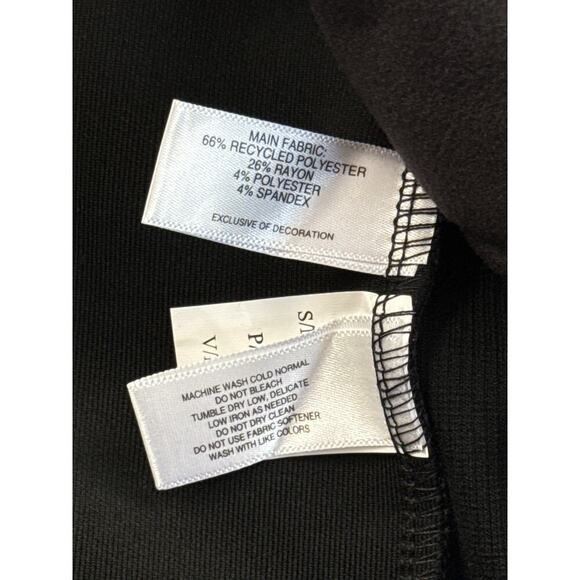 MAIN FABRIC:
66% RECYCLED POLYESTER
26% RAYON
4% POLYESTER
4% SPANDEX
EXCLUSIVE OF DECORATION
S/
P/
V/
MACHINE WASH COLD NORMAL
DO NOT BLEACH
TUMBLE DRY LOW, DELICATE
LOW IRON AS NEEDED
DO NOT DRY CLEAN
DO NOT USE FABRIC SOFTENER
WASH WITH LIKE COLORS